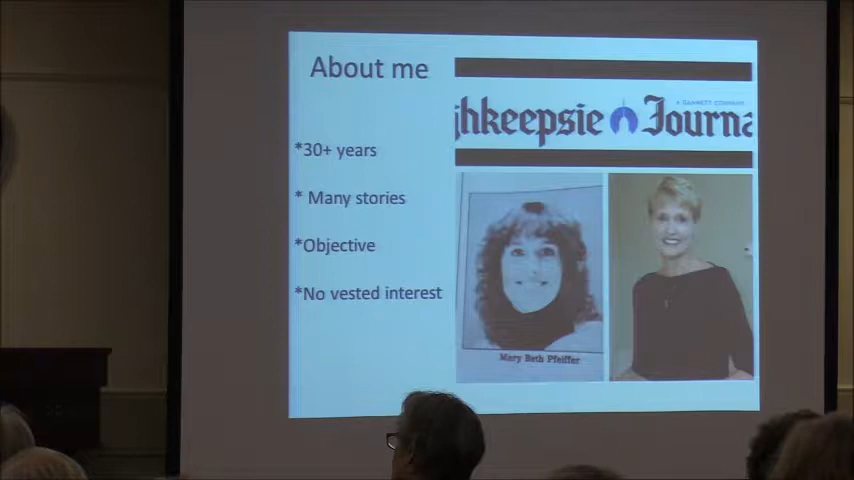 About me
*30+ years
* Many stories
*Objective
*No vested interest
A GANNETT COMPANY
hkeepsie Journa
Mary Beth Pfeiffer